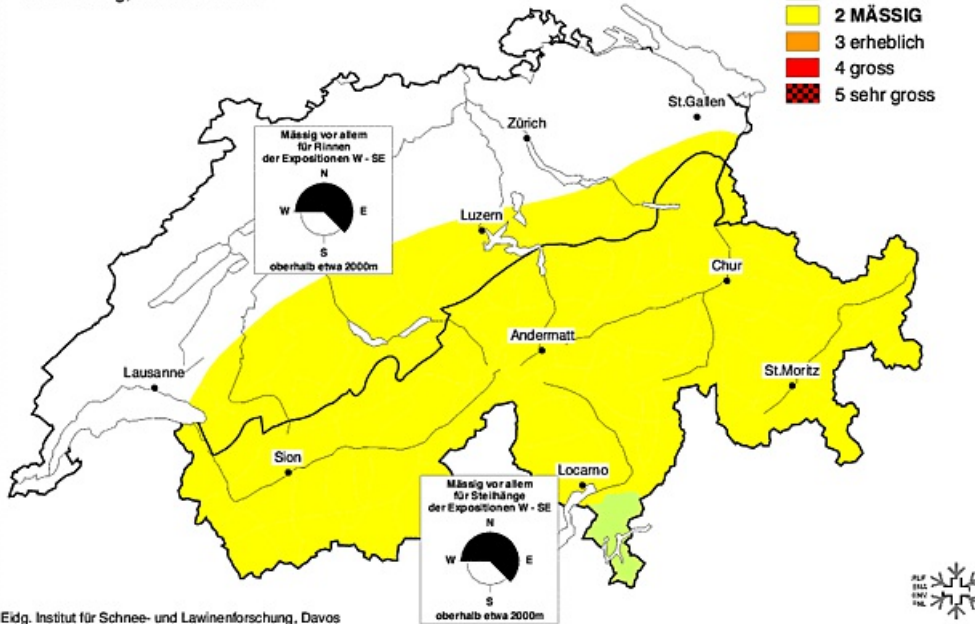 2 MÄSSIG
3 erheblich
4 gross
5 sehr gross
St.Gallen
Zürich
Mässig vor allem
für Rinnen
der Expositionen W - SE
N
W E
S
oberhalb etwa 2000m
Luzern
Chur
Andermatt
Lausanne
St.Moritz
Sion
Locarno
Mässig vor allem
für Steilhänge
der Expositionen W - SE
N
W E
S
oberhalb etwa 2000m
Eidg. Institut für Schnee- und Lawinenforschung, Davos